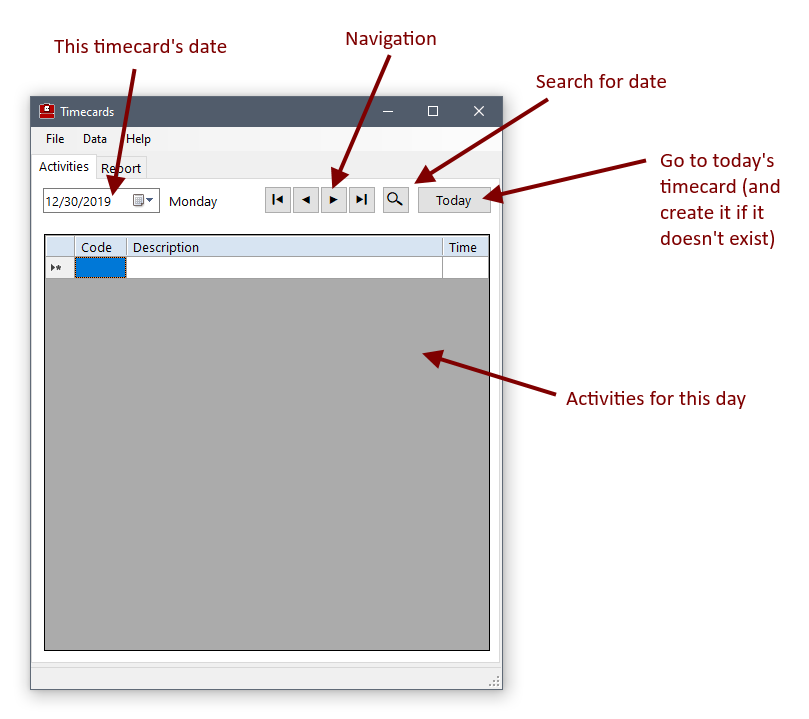 This timecard's date
Navigation
Search for date
Timecards
File Data Help
Activities Report
Go to today's
timecard (and
create it if it
doesn't exist)
12/30/2019 Monday Today
Code Description Time
Activities for this day